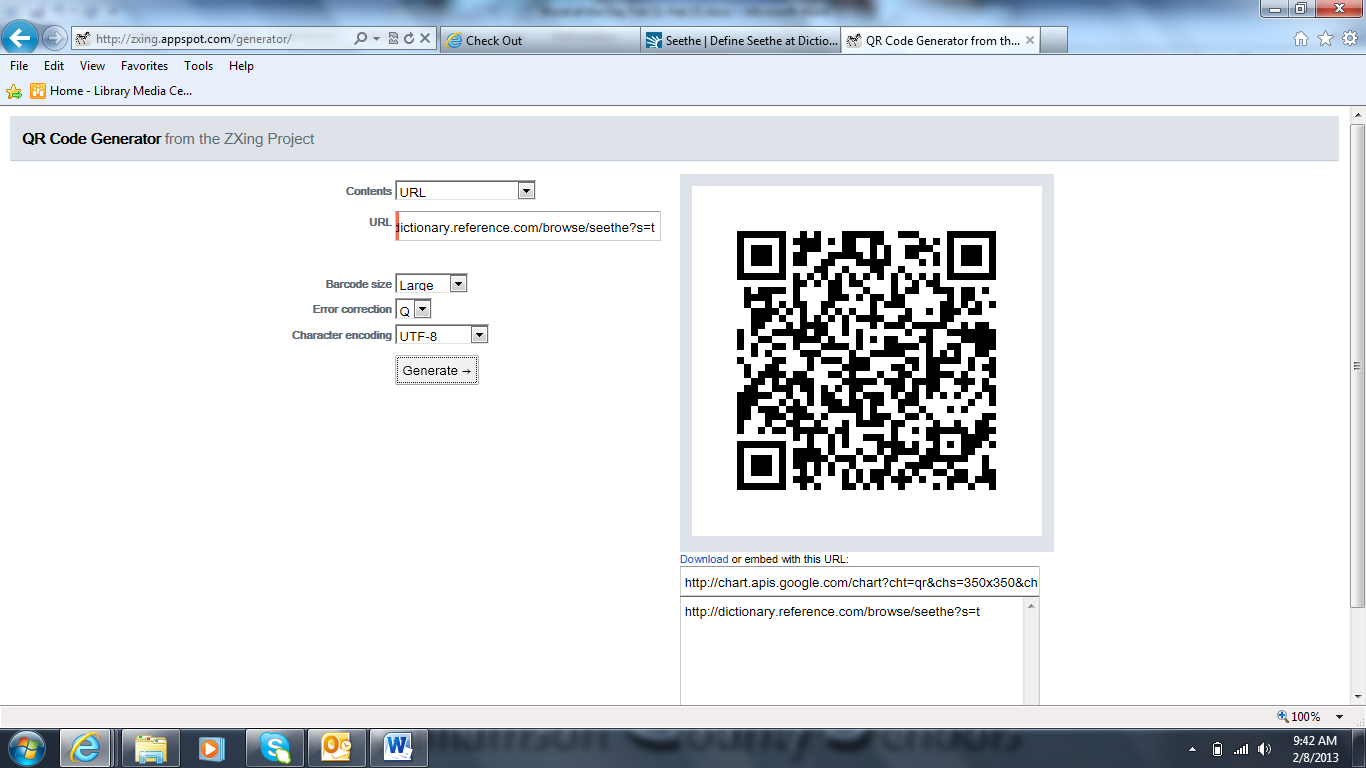 http://zxing.appspot.com/generator/
Check Out
Seethe | Define Seethe at Dictio...
QR Code Generator from th...
File Edit View Favorites Tools Help
Home - Library Media Ce...
QR Code Generator from the ZXing Project
Contents URL
URL dictionary.reference.com/browse/seethe?s=t
Barcode size Large
Error correction Q
Character encoding UTF-8
Generate →
Download or embed with this URL:
http://chart.apis.google.com/chart?cht=qr&chs=350x350&ch
http://dictionary.reference.com/browse/seethe?s=t
100%
9:42 AM
2/8/2013